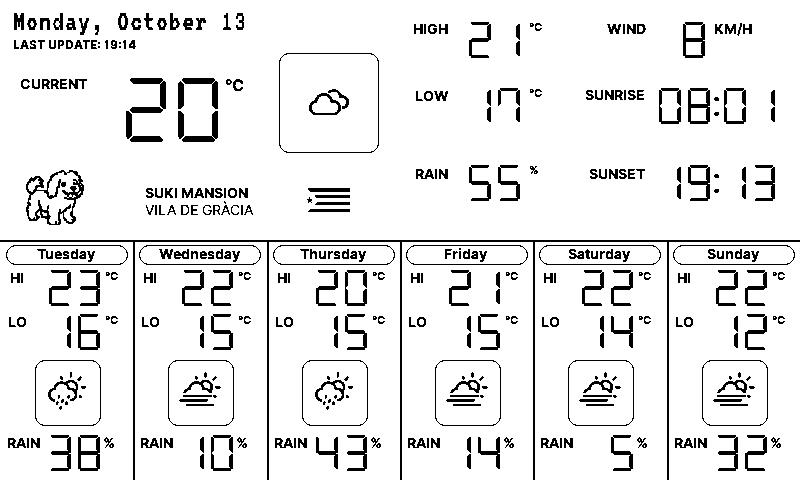 Monday, October 13
LAST UPDATE: 19:14
CURRENT 20 °C
HIGH 21 °C
LOW 17 °C
RAIN 55 %
WIND 8 KM/H
SUNRISE 08:01
SUNSET 19:13
SUKI MANSION
VILA DE GRÀCIA
Tuesday
HI 23 °C
LO 16 °C
RAIN 38 %
Wednesday
HI 22 °C
LO 15 °C
RAIN 10 %
Thursday
HI 20 °C
LO 15 °C
RAIN 43 %
Friday
HI 21 °C
LO 15 °C
RAIN 14 %
Saturday
HI 22 °C
LO 14 °C
RAIN 5 %
Sunday
HI 22 °C
LO 12 °C
RAIN 32 %